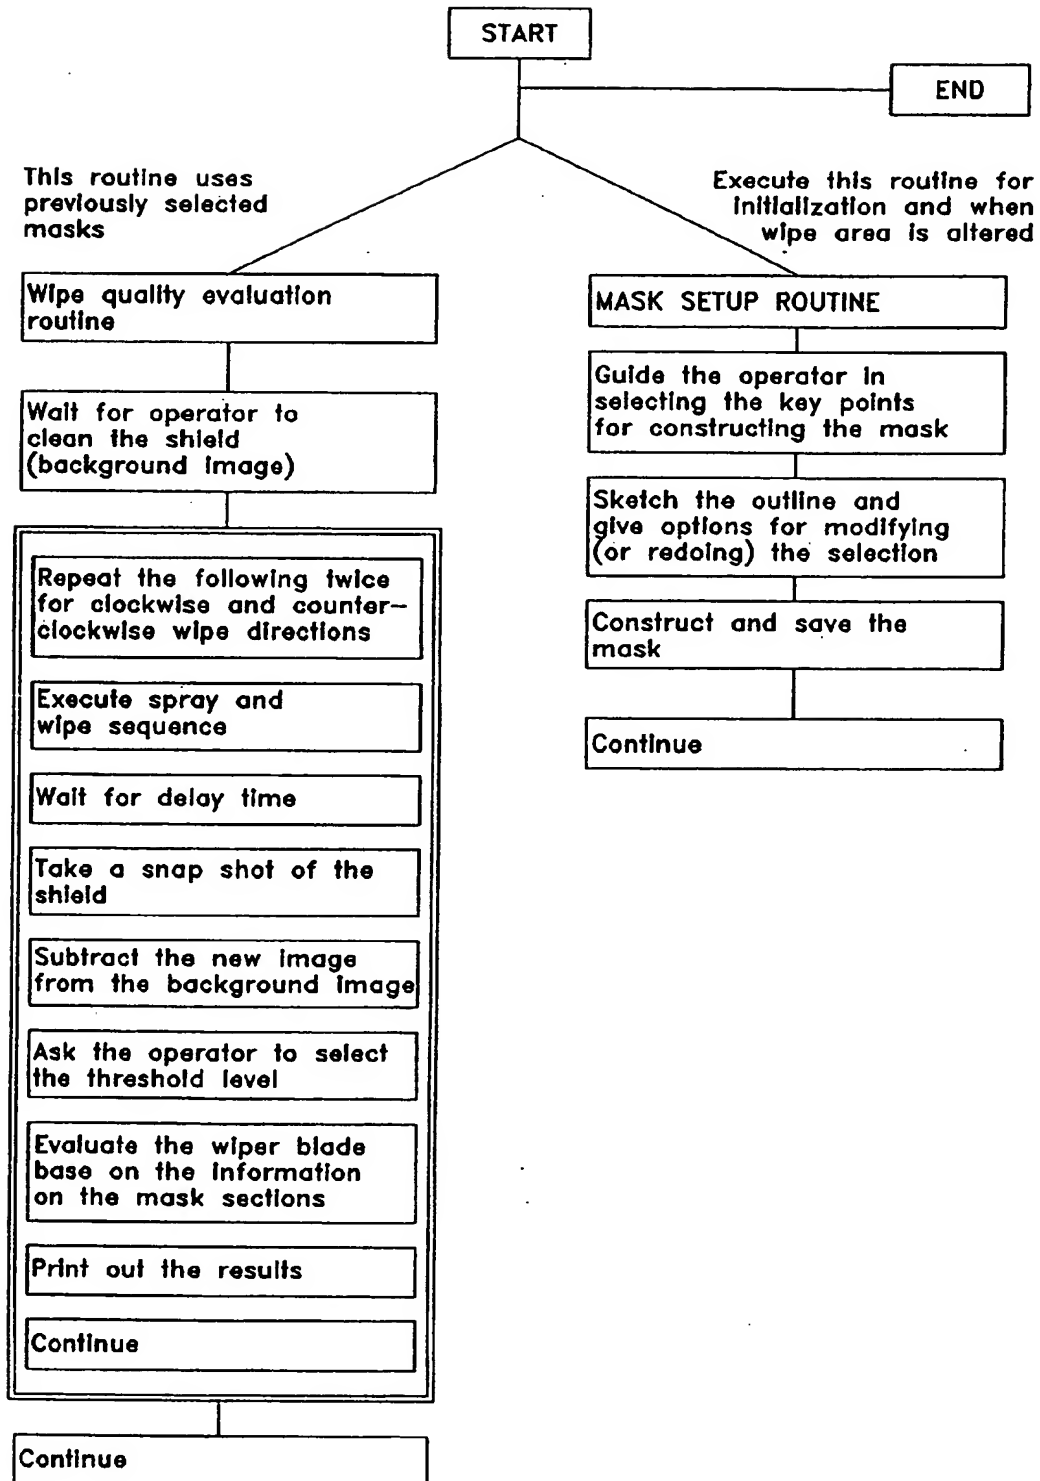 START
END
This routine uses
previously selected
masks
Execute this routine for
initialization and when
wipe area is altered
Wipe quality evaluation
routine
Wait for operator to
clean the shield
(background image)
Repeat the following twice
for clockwise and counter-
clockwise wipe directions
Execute spray and
wipe sequence
Wait for delay time
Take a snap shot of the
shield
Subtract the new image
from the background image
Ask the operator to select
the threshold level
Evaluate the wiper blade
base on the information
on the mask sections
Print out the results
Continue
Continue
MASK SETUP ROUTINE
Guide the operator in
selecting the key points
for constructing the mask
Sketch the outline and
give options for modifying
(or redoing) the selection
Construct and save the
mask
Continue